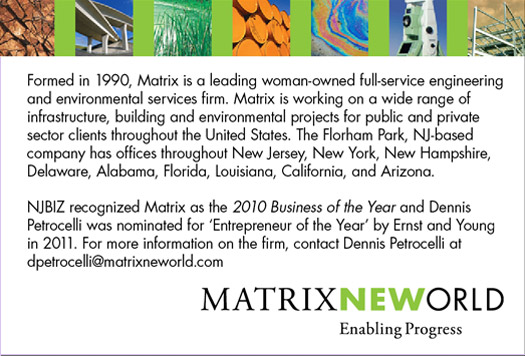 Formed in 1990, Matrix is a leading woman-owned full-service engineering
and environmental services firm. Matrix is working on a wide range of
infrastructure, building and environmental projects for public and private
sector clients throughout the United States. The Florham Park, NJ-based
company has offices throughout New Jersey, New York, New Hampshire,
Delaware, Alabama, Florida, Louisiana, California, and Arizona.
NJBIZ recognized Matrix as the 2010 Business of the Year and Dennis
Petrocelli was nominated for ‘Entrepreneur of the Year’ by Ernst and Young
in 2011. For more information on the firm, contact Dennis Petrocelli at
dpetrocelli@matrixneworld.com
MATRIXNEWORLD
Enabling Progress